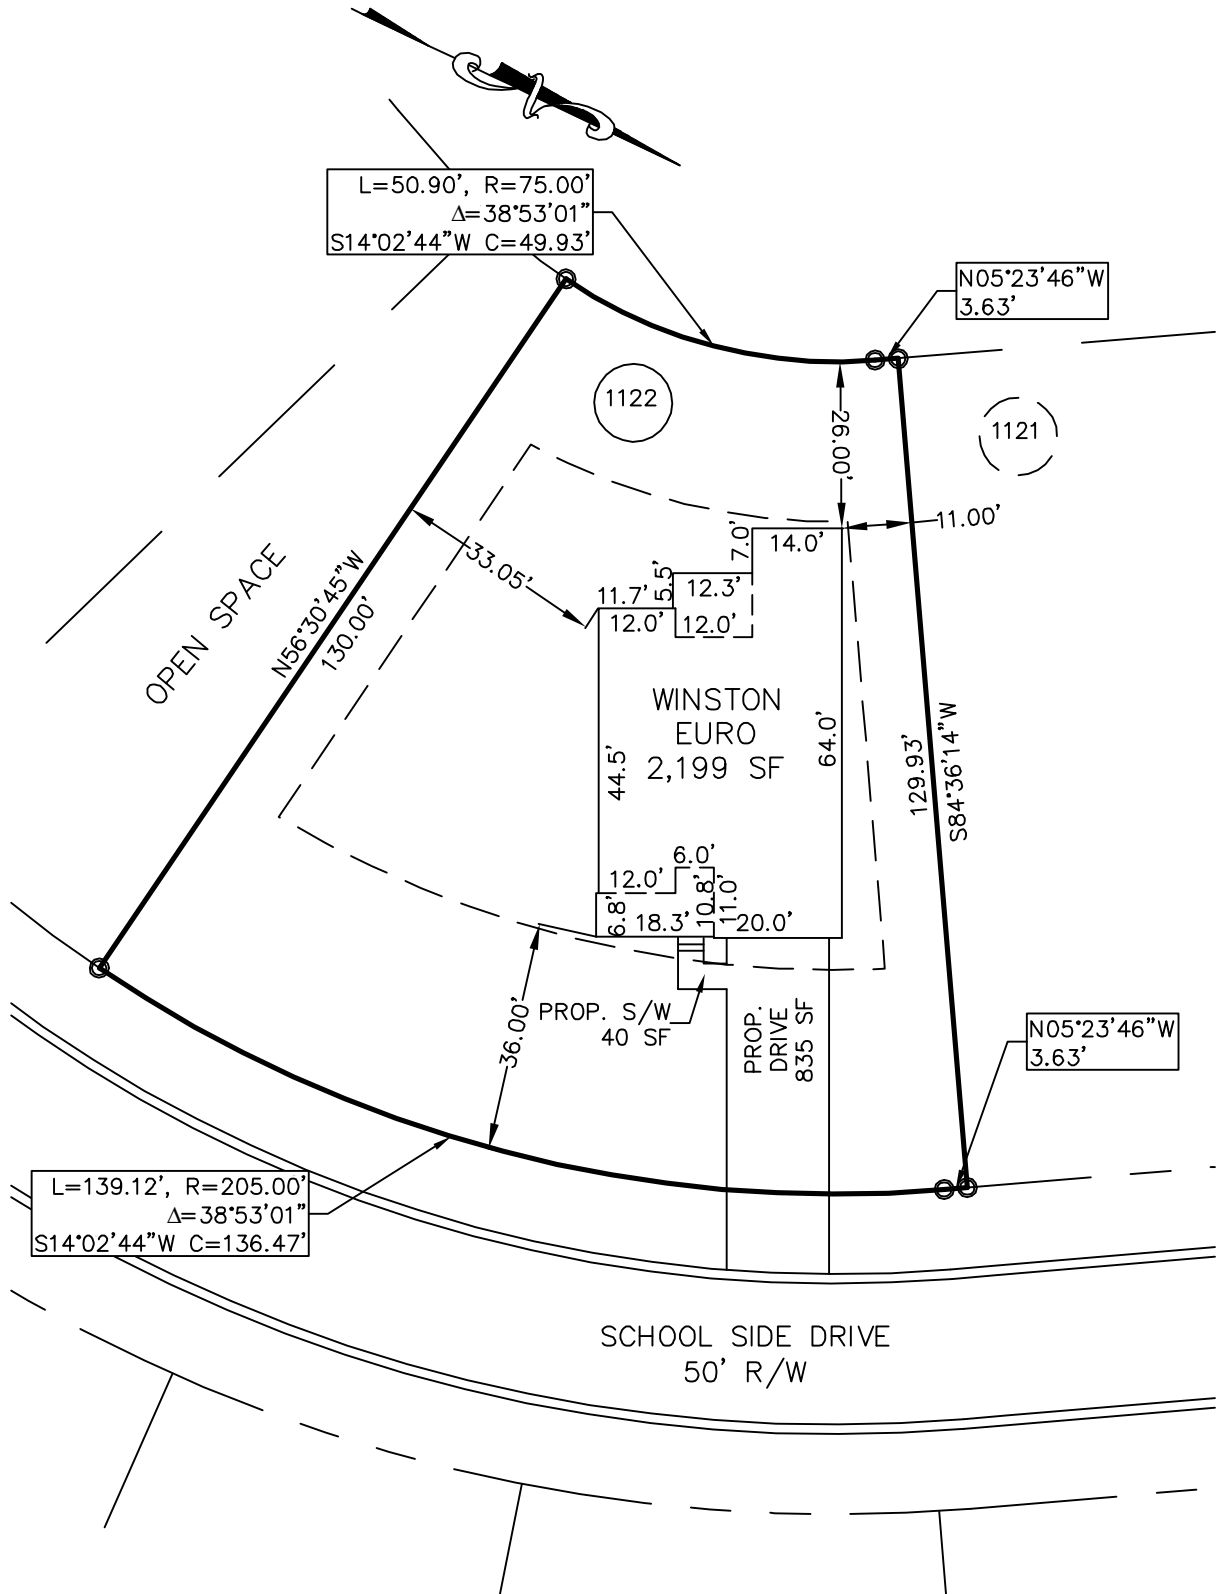 L=50.90', R=75.00'
Δ=38°53'01"
S14°02'44"W C=49.93'
N05°23'46"W
3.63'
1122
1121
26.00'
11.00'
33.05'
7.0'
14.0'
5.5'
12.3'
11.7'
12.0'
12.0'
OPEN SPACE
N56°30'45"W
130.00'
WINSTON
EURO
2,199 SF
44.5'
64.0'
129.93'
S84°36'14"W
6.0'
12.0'
6.8'
18.3'
10.8'
11.0'
20.0'
36.00'
PROP. S/W
40 SF
PROP.
DRIVE
835 SF
N05°23'46"W
3.63'
L=139.12', R=205.00'
Δ=38°53'01"
S14°02'44"W C=136.47'
SCHOOL SIDE DRIVE
50' R/W